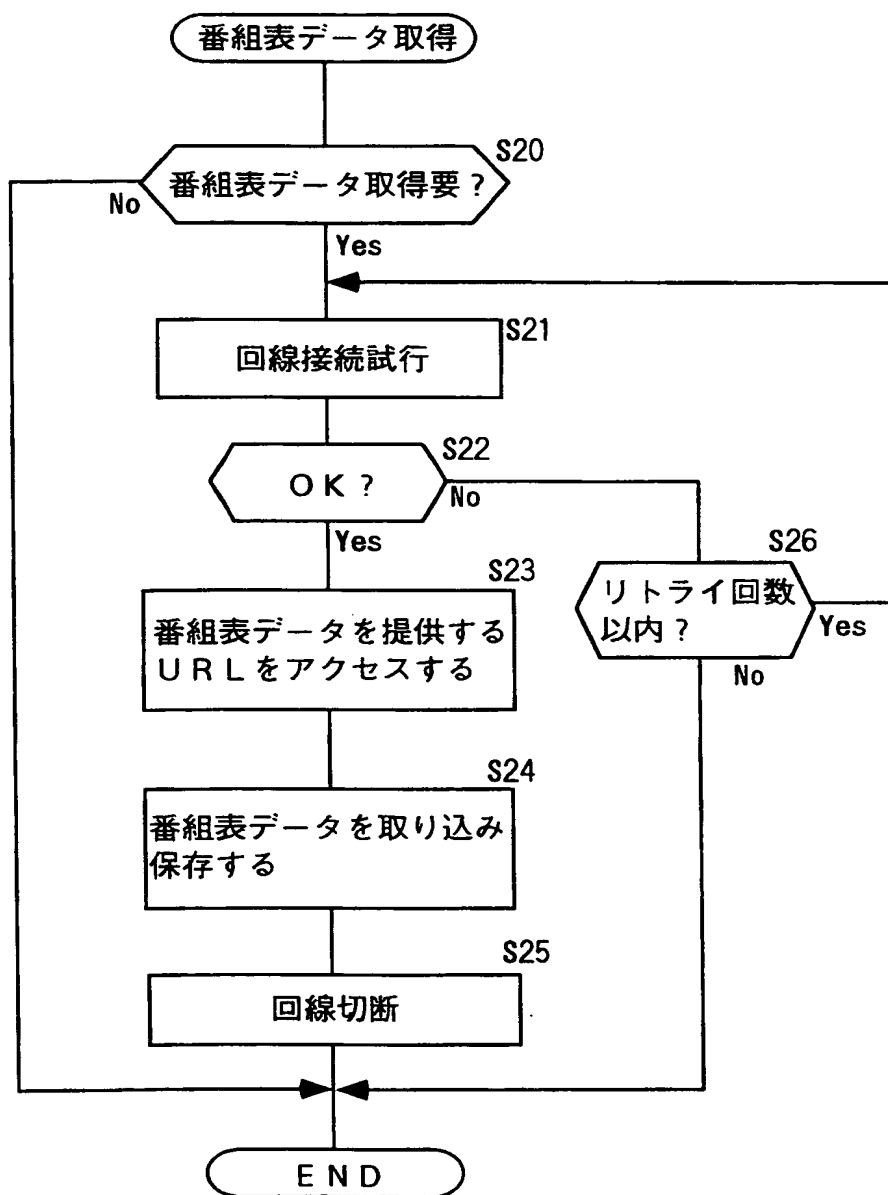 番組表データ取得
S20
番組表データ取得要？
No
Yes
S21
回線接続試行
S22
ＯＫ？
No
Yes
S23
番組表データを提供する
ＵＲＬをアクセスする
S26
リトライ回数
以内？
Yes
No
S24
番組表データを取り込み
保存する
S25
回線切断
ＥＮＤ